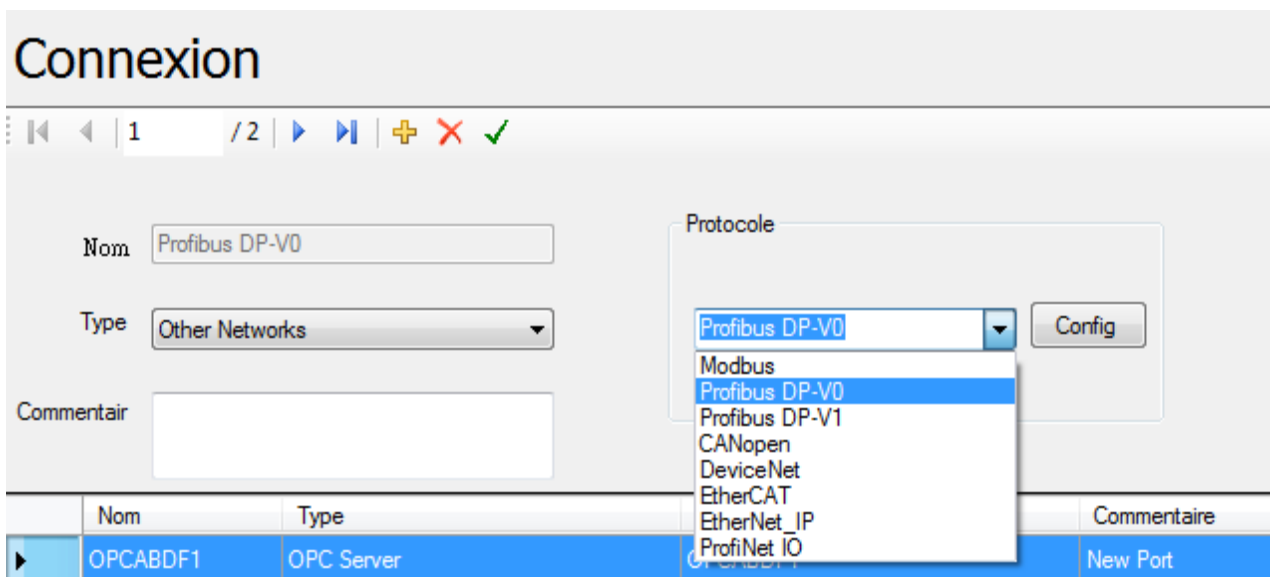 Connexion
1 / 2
Protocole
Nom Profibus DP-V0
Type Other Networks
Profibus DP-V0 Config
Modbus
Profibus DP-V0
Profibus DP-V1
CANopen
DeviceNet
EtherCAT
EtherNet_IP
ProfiNet IO
Commentair
Nom Type Commentaire
OPCABDF1 OPC Server OPCABDF1 New Port